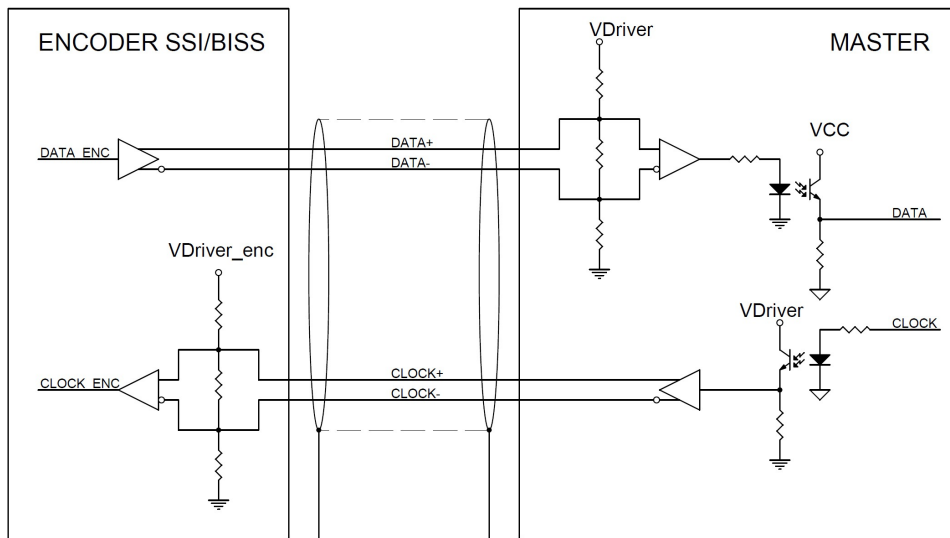 ENCODER SSI/BISS
VDriver
MASTER
VCC
DATA_ENC
DATA+
DATA-
DATA
VDriver_enc
VDriver
CLOCK
CLOCK_ENC
CLOCK+
CLOCK-